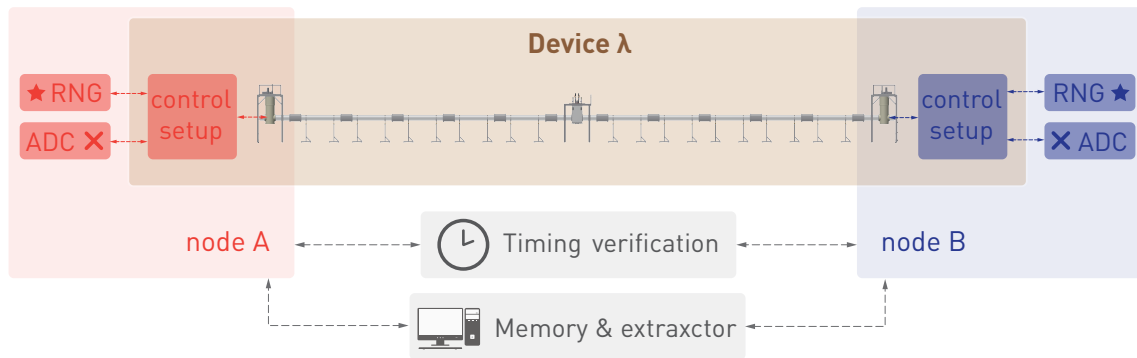 Device λ
★ RNG
control
setup
ADC ✕
control
setup
RNG ★
✕ ADC
node A
Timing verification
node B
Memory & extraxctor